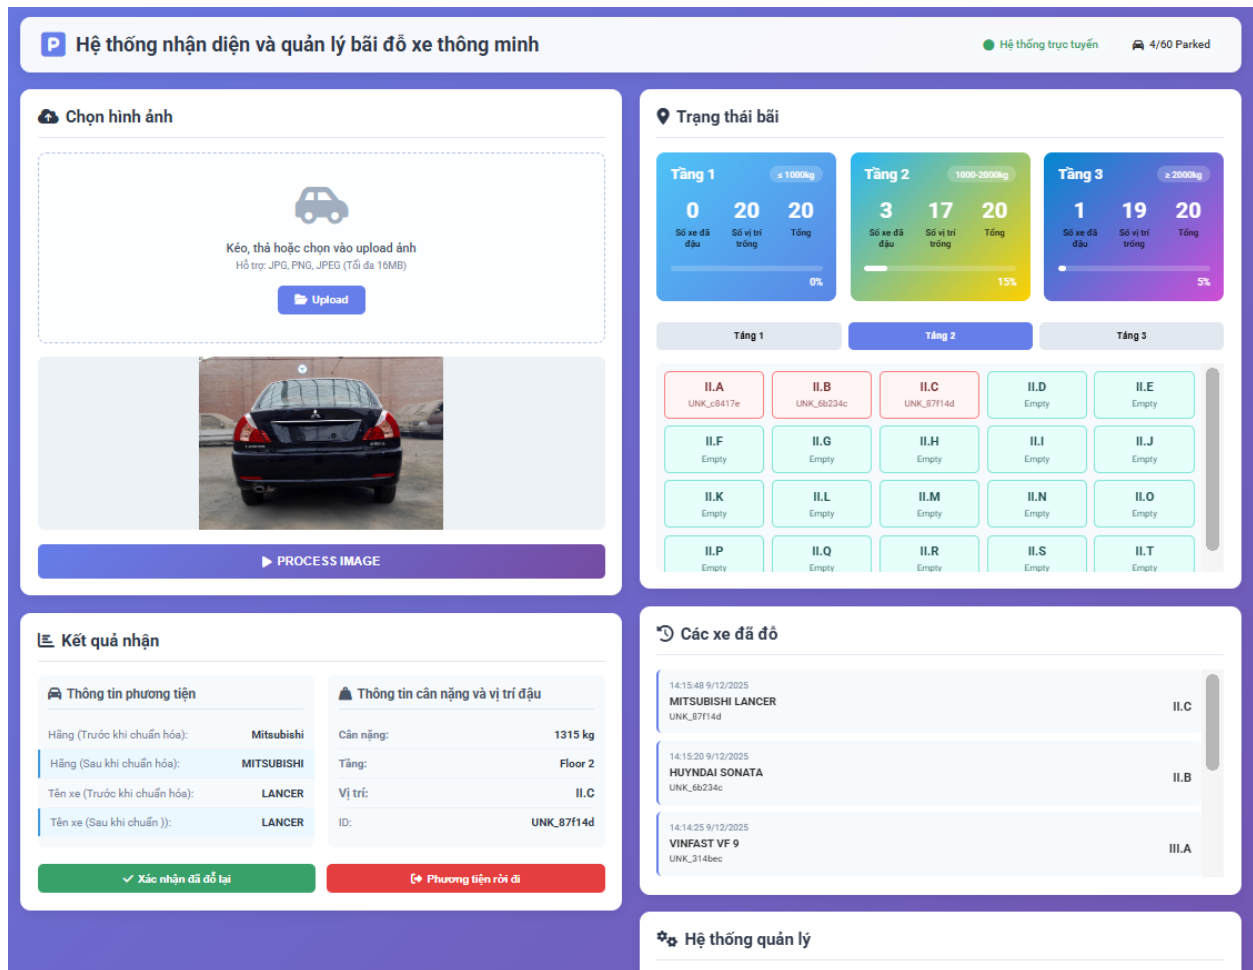 P Hệ thống nhận diện và quản lý bãi đỗ xe thông minh
Hệ thống trực tuyến
4/60 Parked
Chọn hình ảnh
Kéo, thả hoặc chọn vào upload ảnh
Hỗ trợ: JPG, PNG, JPEG (Tối đa 16MB)
Upload
PROCESS IMAGE
Kết quả nhận
Thông tin phương tiện
Hãng (Trước khi chuẩn hóa): Mitsubishi
Hãng (Sau khi chuẩn hóa): MITSUBISHI
Tên xe (Trước khi chuẩn hóa): LANCER
Tên xe (Sau khi chuẩn )): LANCER
Thông tin cân nặng và vị trí đậu
Cân nặng: 1315 kg
Tầng: Floor 2
Vị trí: II.C
ID: UNK_87f14d
Xác nhận đã đỗ lại
Phương tiện rời đi
Trạng thái bãi
Tầng 1 ≤ 1000kg
0 20 20
Số xe đã đậu Số vị trí trống Tổng
0%
Tầng 2 1000-2000kg
3 17 20
Số xe đã đậu Số vị trí trống Tổng
15%
Tầng 3 ≥ 2000kg
1 19 20
Số xe đã đậu Số vị trí trống Tổng
5%
Tầng 1 Tầng 2 Tầng 3
II.A II.B II.C II.D II.E
UNK_c8417e UNK_6b234c UNK_87f14d Empty Empty
II.F II.G II.H II.I II.J
Empty Empty Empty Empty Empty
II.K II.L II.M II.N II.O
Empty Empty Empty Empty Empty
II.P II.Q II.R II.S II.T
Empty Empty Empty Empty Empty
Các xe đã đỗ
14:15:48 9/12/2025
MITSUBISHI LANCER
UNK_87f14d
II.C
14:15:20 9/12/2025
HUYNDAI SONATA
UNK_6b234c
II.B
14:14:25 9/12/2025
VINFAST VF 9
UNK_314bec
III.A
Hệ thống quản lý